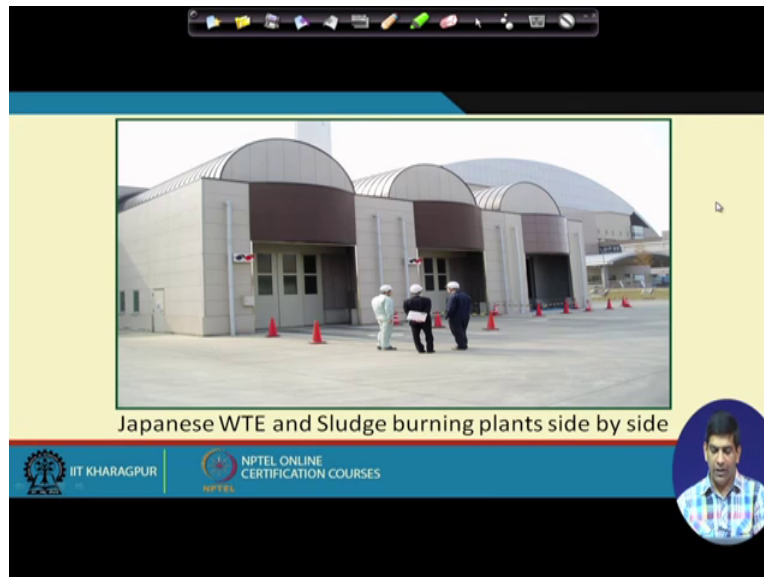 Japanese WTE and Sludge burning plants side by side
IIT KHARAGPUR
NPTEL
NPTEL ONLINE
CERTIFICATION COURSES